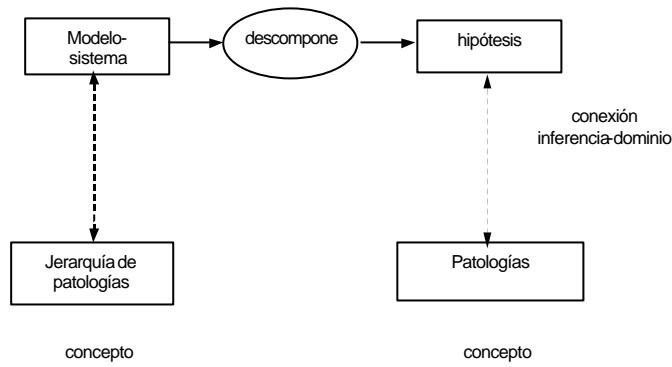 Modelo-
sistema
descompone
hipótesis
conexión
inferencia-dominio
Jerarquía de
patologías
Patologías
concepto
concepto